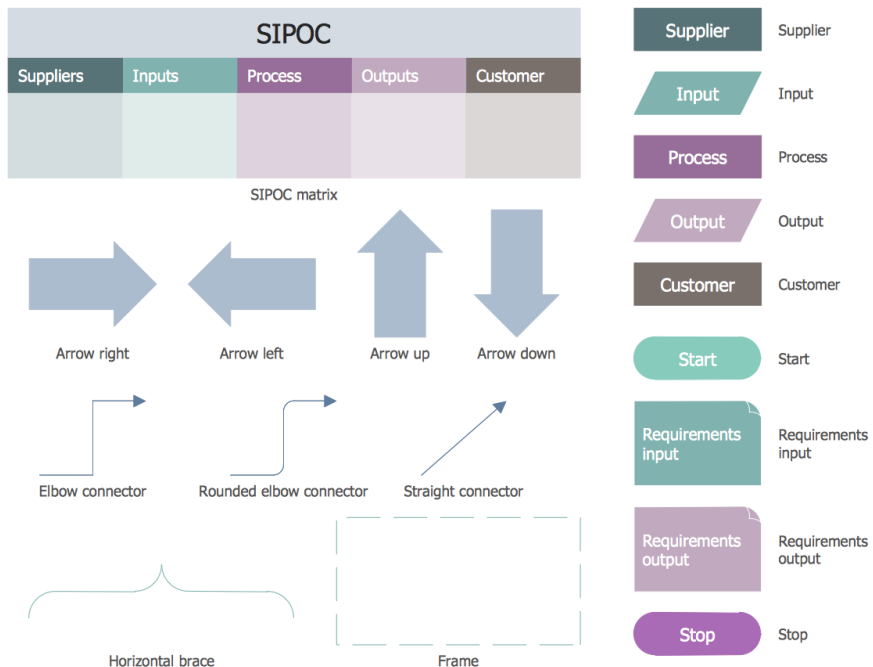 SIPOC
Suppliers
Inputs
Process
Outputs
Customer
SIPOC matrix
Arrow right
Arrow left
Arrow up
Arrow down
Elbow connector
Rounded elbow connector
Straight connector
Horizontal brace
Frame
Supplier
Supplier
Input
Input
Process
Process
Output
Output
Customer
Customer
Start
Start
Requirements
input
Requirements
input
Requirements
output
Requirements
output
Stop
Stop